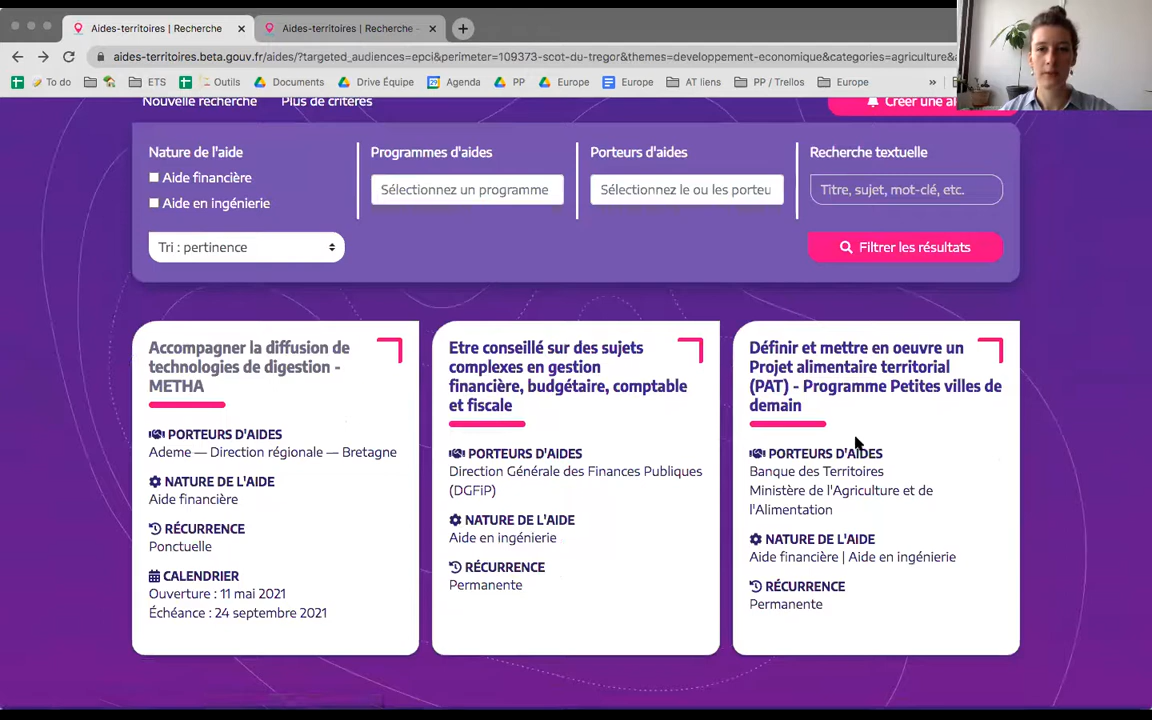 Aides-territoires | Recherche
Aides-territoires | Recherche -
aides-territoires.beta.gouv.fr/aides/?targeted_audiences=epci&perimeter=109373-scot-du-tregor&themes=developpement-economique&categories=agriculture&
To do
ETS
Outils
Documents
Drive Équipe
Agenda
PP
Europe
Europe
AT liens
PP / Trellos
Europe
»
Nouvelle recherche
Plus de critères
Créer une al
Nature de l'aide
Aide financière
Aide en ingénierie
Programmes d'aides
Sélectionnez un programme
Porteurs d'aides
Sélectionnez le ou les porteu
Recherche textuelle
Titre, sujet, mot-clé, etc.
Tri : pertinence
Filtrer les résultats
Accompagner la diffusion de
technologies de digestion -
METHA
PORTEURS D'AIDES
Ademe — Direction régionale — Bretagne
NATURE DE L'AIDE
Aide financière
RÉCURRENCE
Ponctuelle
CALENDRIER
Ouverture : 11 mai 2021
Échéance : 24 septembre 2021
Etre conseillé sur des sujets
complexes en gestion
financière, budgétaire, comptable
et fiscale
PORTEURS D'AIDES
Direction Générale des Finances Publiques
(DGFiP)
NATURE DE L'AIDE
Aide en ingénierie
RÉCURRENCE
Permanente
Définir et mettre en oeuvre un
Projet alimentaire territorial
(PAT) - Programme Petites villes de
demain
PORTEURS D'AIDES
Banque des Territoires
Ministère de l'Agriculture et de
l'Alimentation
NATURE DE L'AIDE
Aide financière | Aide en ingénierie
RÉCURRENCE
Permanente